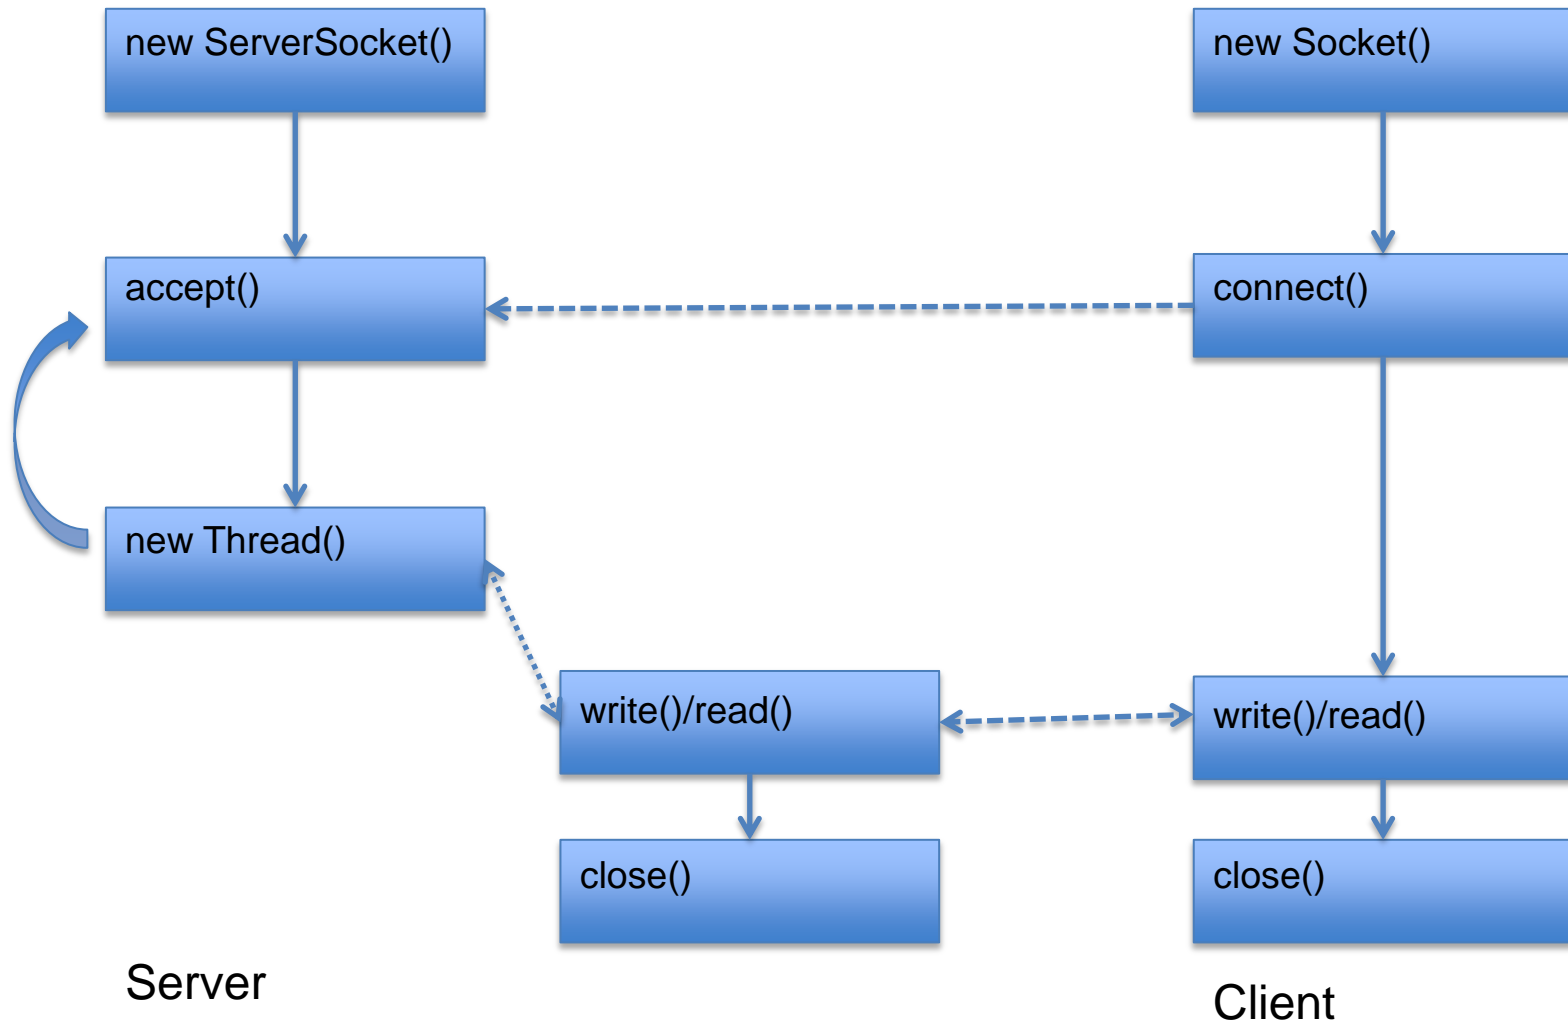 new ServerSocket()
new Socket()
accept()
connect()
new Thread()
write()/read()
write()/read()
close()
close()
Server
Client